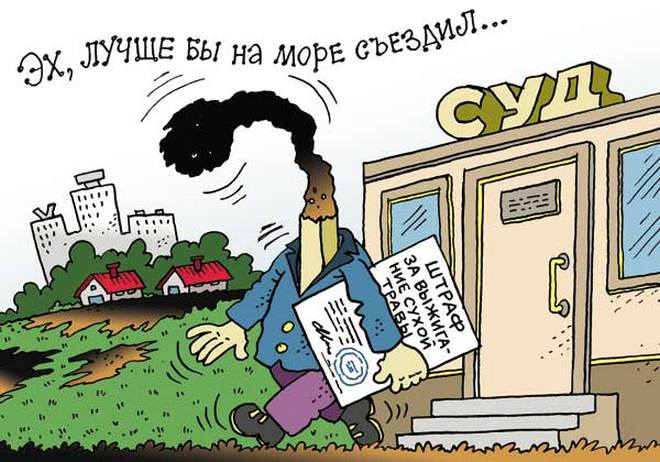 Эх, лучше бы на море съездил...
СУД
ШТРАФ
ЗА ВЫЖИГА-
НИЕ СУХОЙ
ТРАВЫ